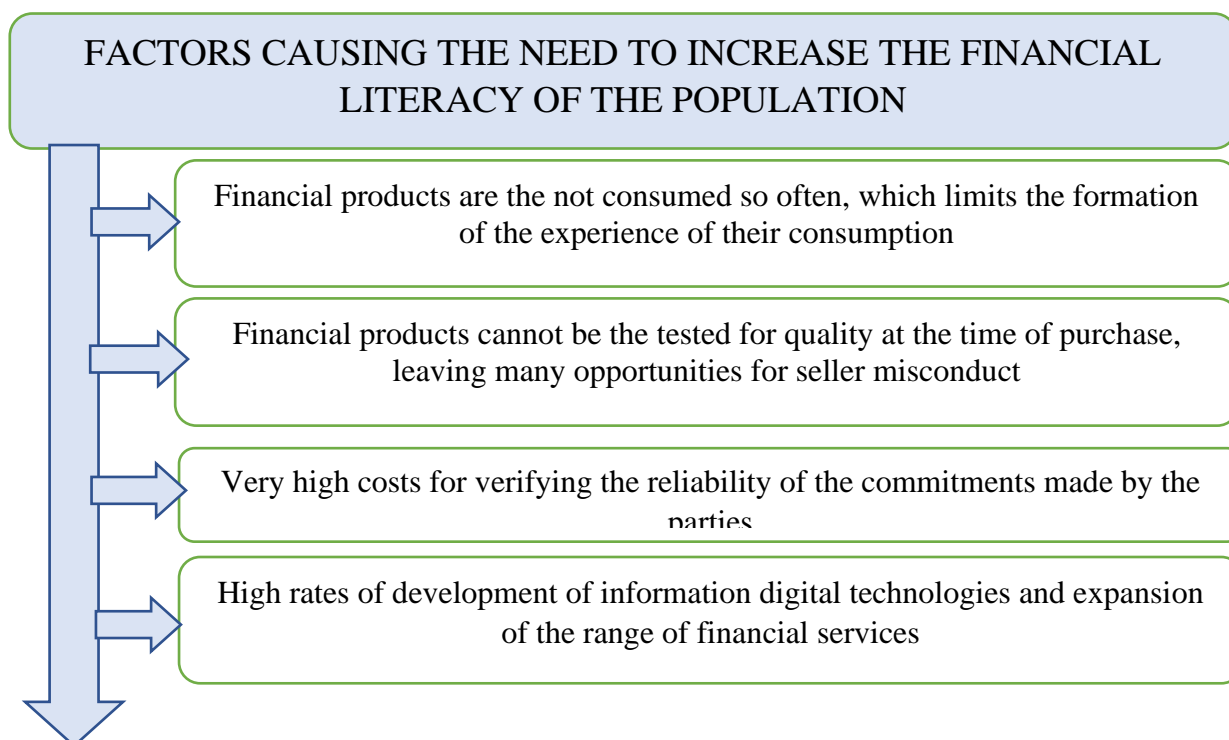 FACTORS CAUSING THE NEED TO INCREASE THE FINANCIAL
LITERACY OF THE POPULATION
Financial products are the not consumed so often, which limits the formation
of the experience of their consumption
Financial products cannot be the tested for quality at the time of purchase,
leaving many opportunities for seller misconduct
Very high costs for verifying the reliability of the commitments made by the
parties
High rates of development of information digital technologies and expansion
of the range of financial services